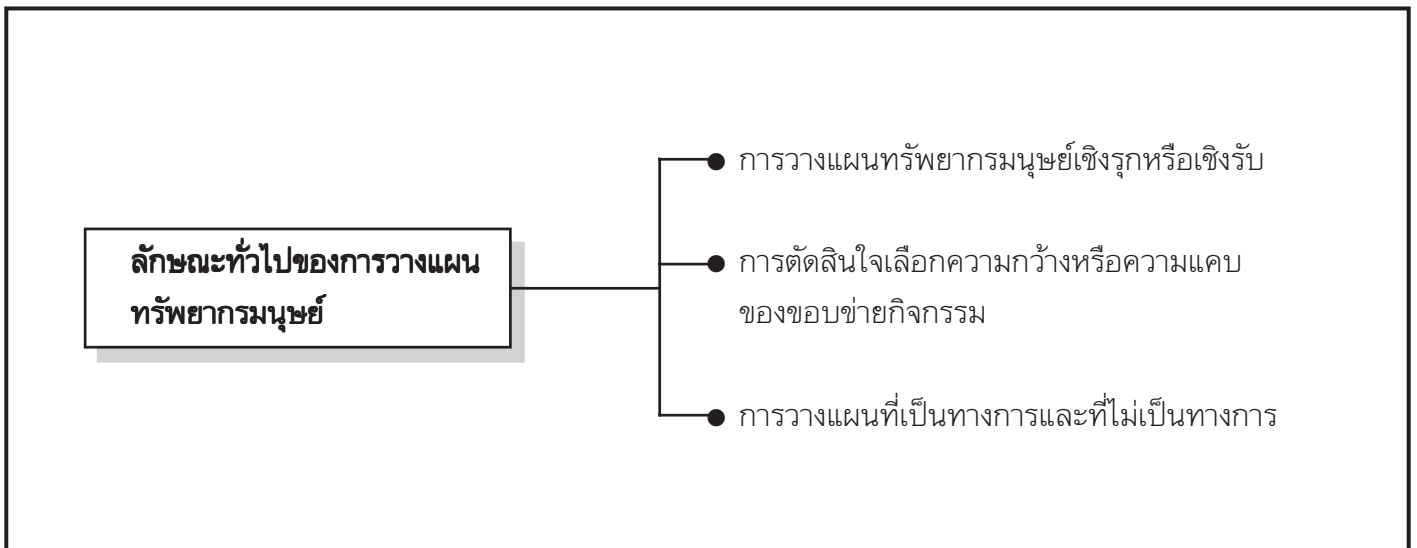 ลักษณะทั่วไปของการวางแผน
ทรัพยากรมนุษย์
การวางแผนทรัพยากรมนุษย์เชิงรุกหรือเชิงรับ
การตัดสินใจเลือกความกว้างหรือความแคบ
ของขอบข่ายกิจกรรม
การวางแผนที่เป็นทางการและที่ไม่เป็นทางการ